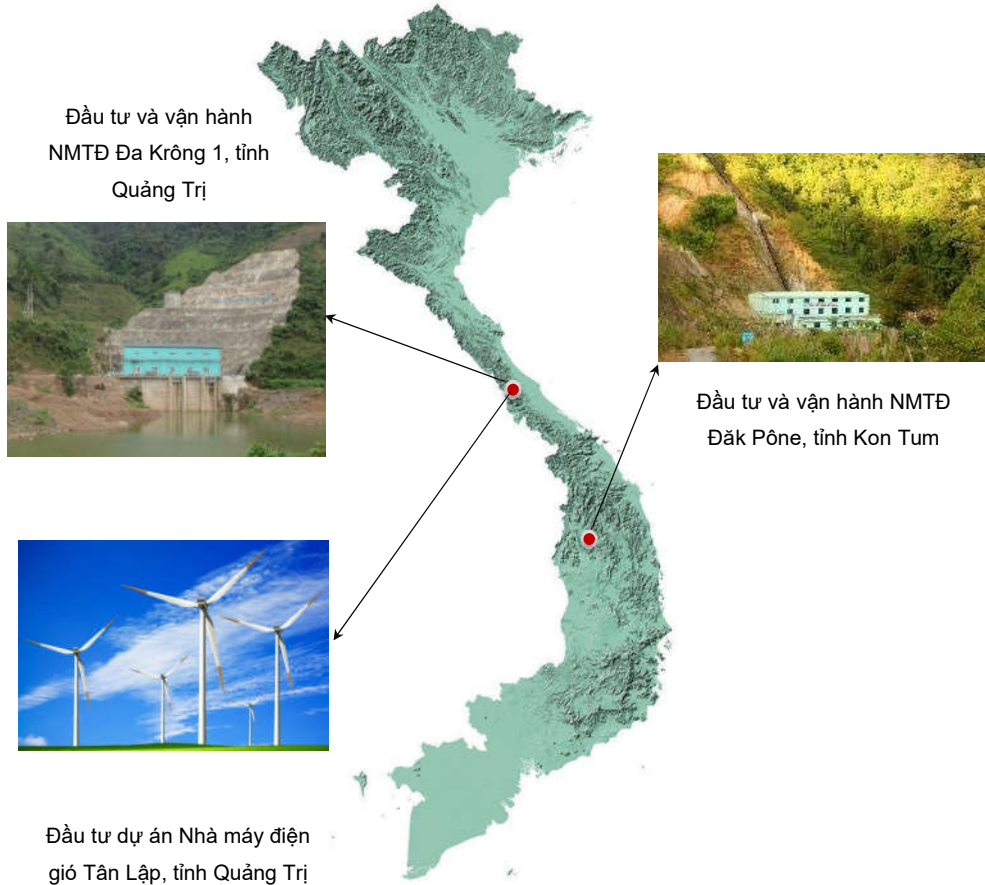 Đầu tư và vận hành
NMTĐ Đa Krông 1, tỉnh
Quảng Trị
Đầu tư và vận hành NMTĐ
Đăk Pône, tỉnh Kon Tum
Đầu tư dự án Nhà máy điện
gió Tân Lập, tỉnh Quảng Trị